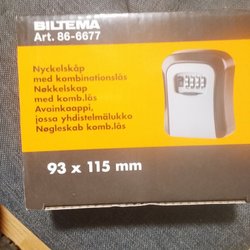 BILTEMA
Art. 86-6677
Nyckelskåp
med kombinationslås
Nøkkelskap
med komb.lås
Avainkaappi,
jossa yhdistelmälukko
Nøgleskab komb.lås
93 x 115 mm